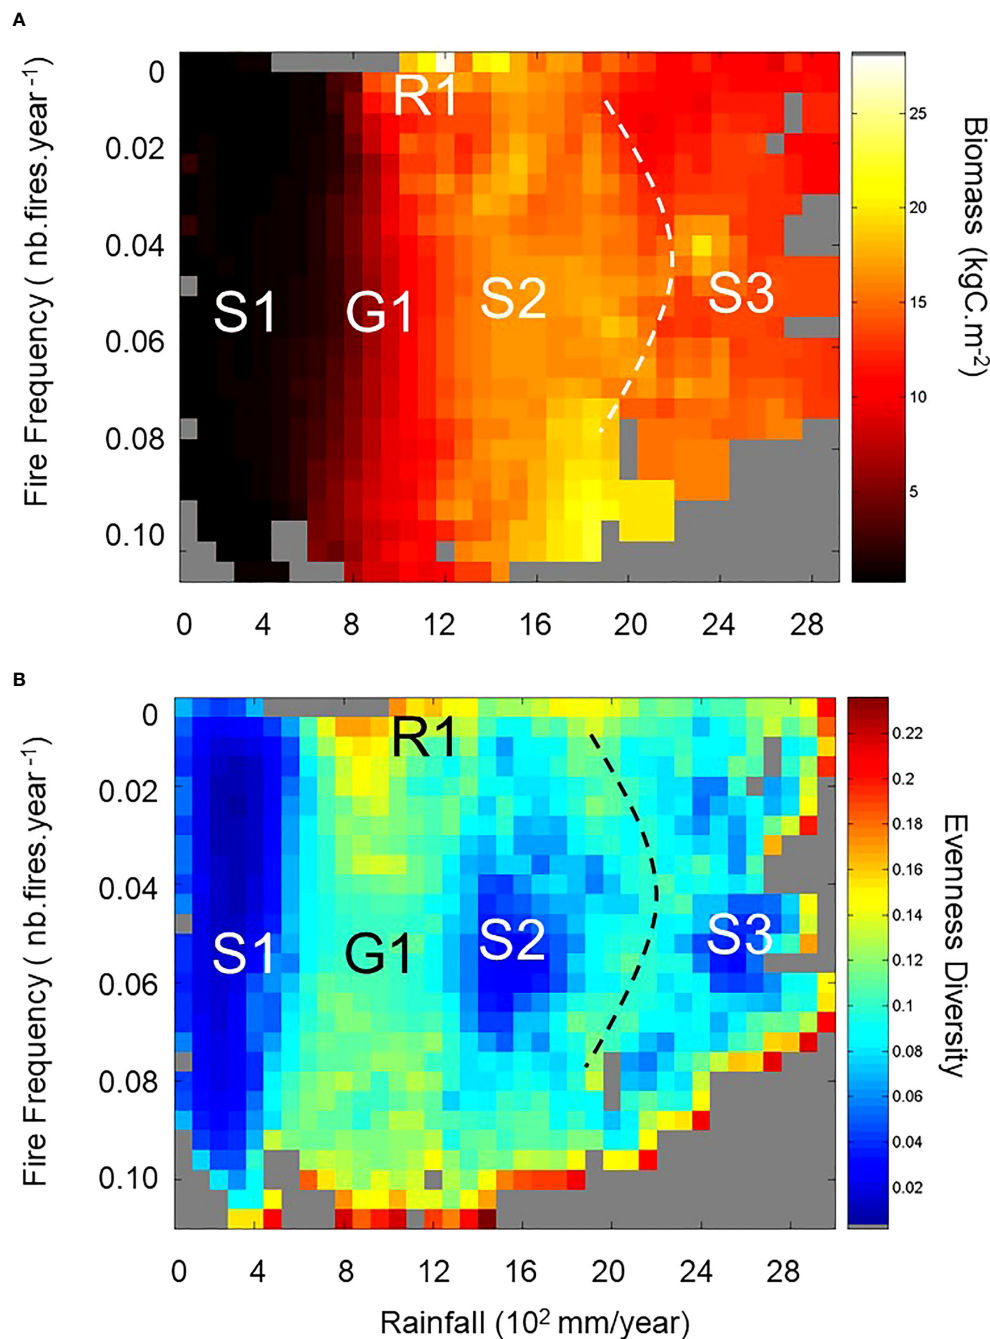 A
Fire Frequency ( nb.fires.year⁻¹)
0
0.02
0.04
0.06
0.08
0.10
R1
S1
G1
S2
S3
25
20
15
10
5
Biomass (kgC.m⁻²)
0 4 8 12 16 20 24 28
B
Fire Frequency ( nb.fires.year⁻¹)
0
0.02
0.04
0.06
0.08
0.10
R1
S1
G1
S2
S3
0.22
0.2
0.18
0.16
0.14
0.12
0.1
0.08
0.06
0.04
0.02
Evenness Diversity
0 4 8 12 16 20 24 28
Rainfall (10² mm/year)